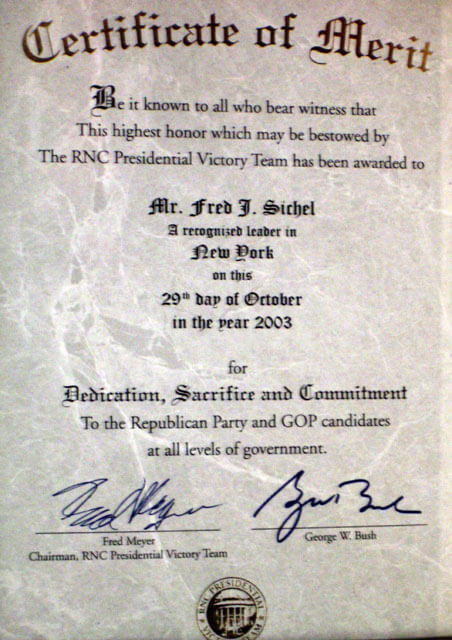 Certificate of Merit
Be it known to all who bear witness that
This highest honor which may be bestowed by
The RNC Presidential Victory Team has been awarded to
Mr. Fred J. Sichel
A recognized leader in
New York
on this
29th day of October
in the year 2003
for
Dedication, Sacrifice and Commitment
To the Republican Party and GOP candidates
at all levels of government.
Fred Meyer
George W. Bush
Chairman, RNC Presidential Victory Team
RNC PRESIDENTIAL